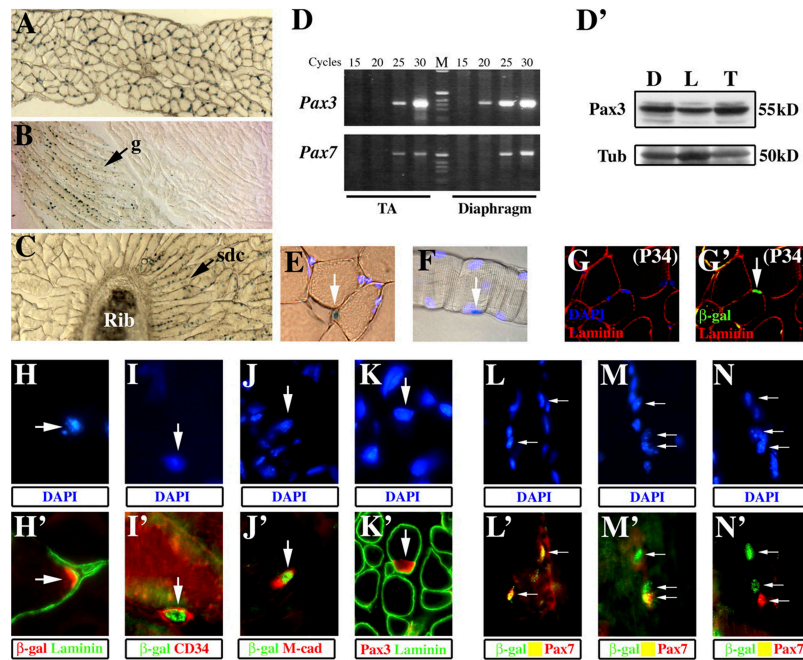 A
B
g
C
sdc
Rib
D
Cycles 15 20 25 30 M 15 20 25 30
Pax3
Pax7
TA Diaphragm
D'
D L T
Pax3 55kD
Tub 50kD
E
F
G (P34)
DAPI
Laminin
G' (P34)
β-gal
Laminin
H I J K L M N
DAPI DAPI DAPI DAPI DAPI DAPI DAPI
H' I' J' K' L' M' N'
β-gal Laminin β-gal CD34 β-gal M-cad Pax3 Laminin β-gal Pax7 β-gal Pax7 β-gal Pax7